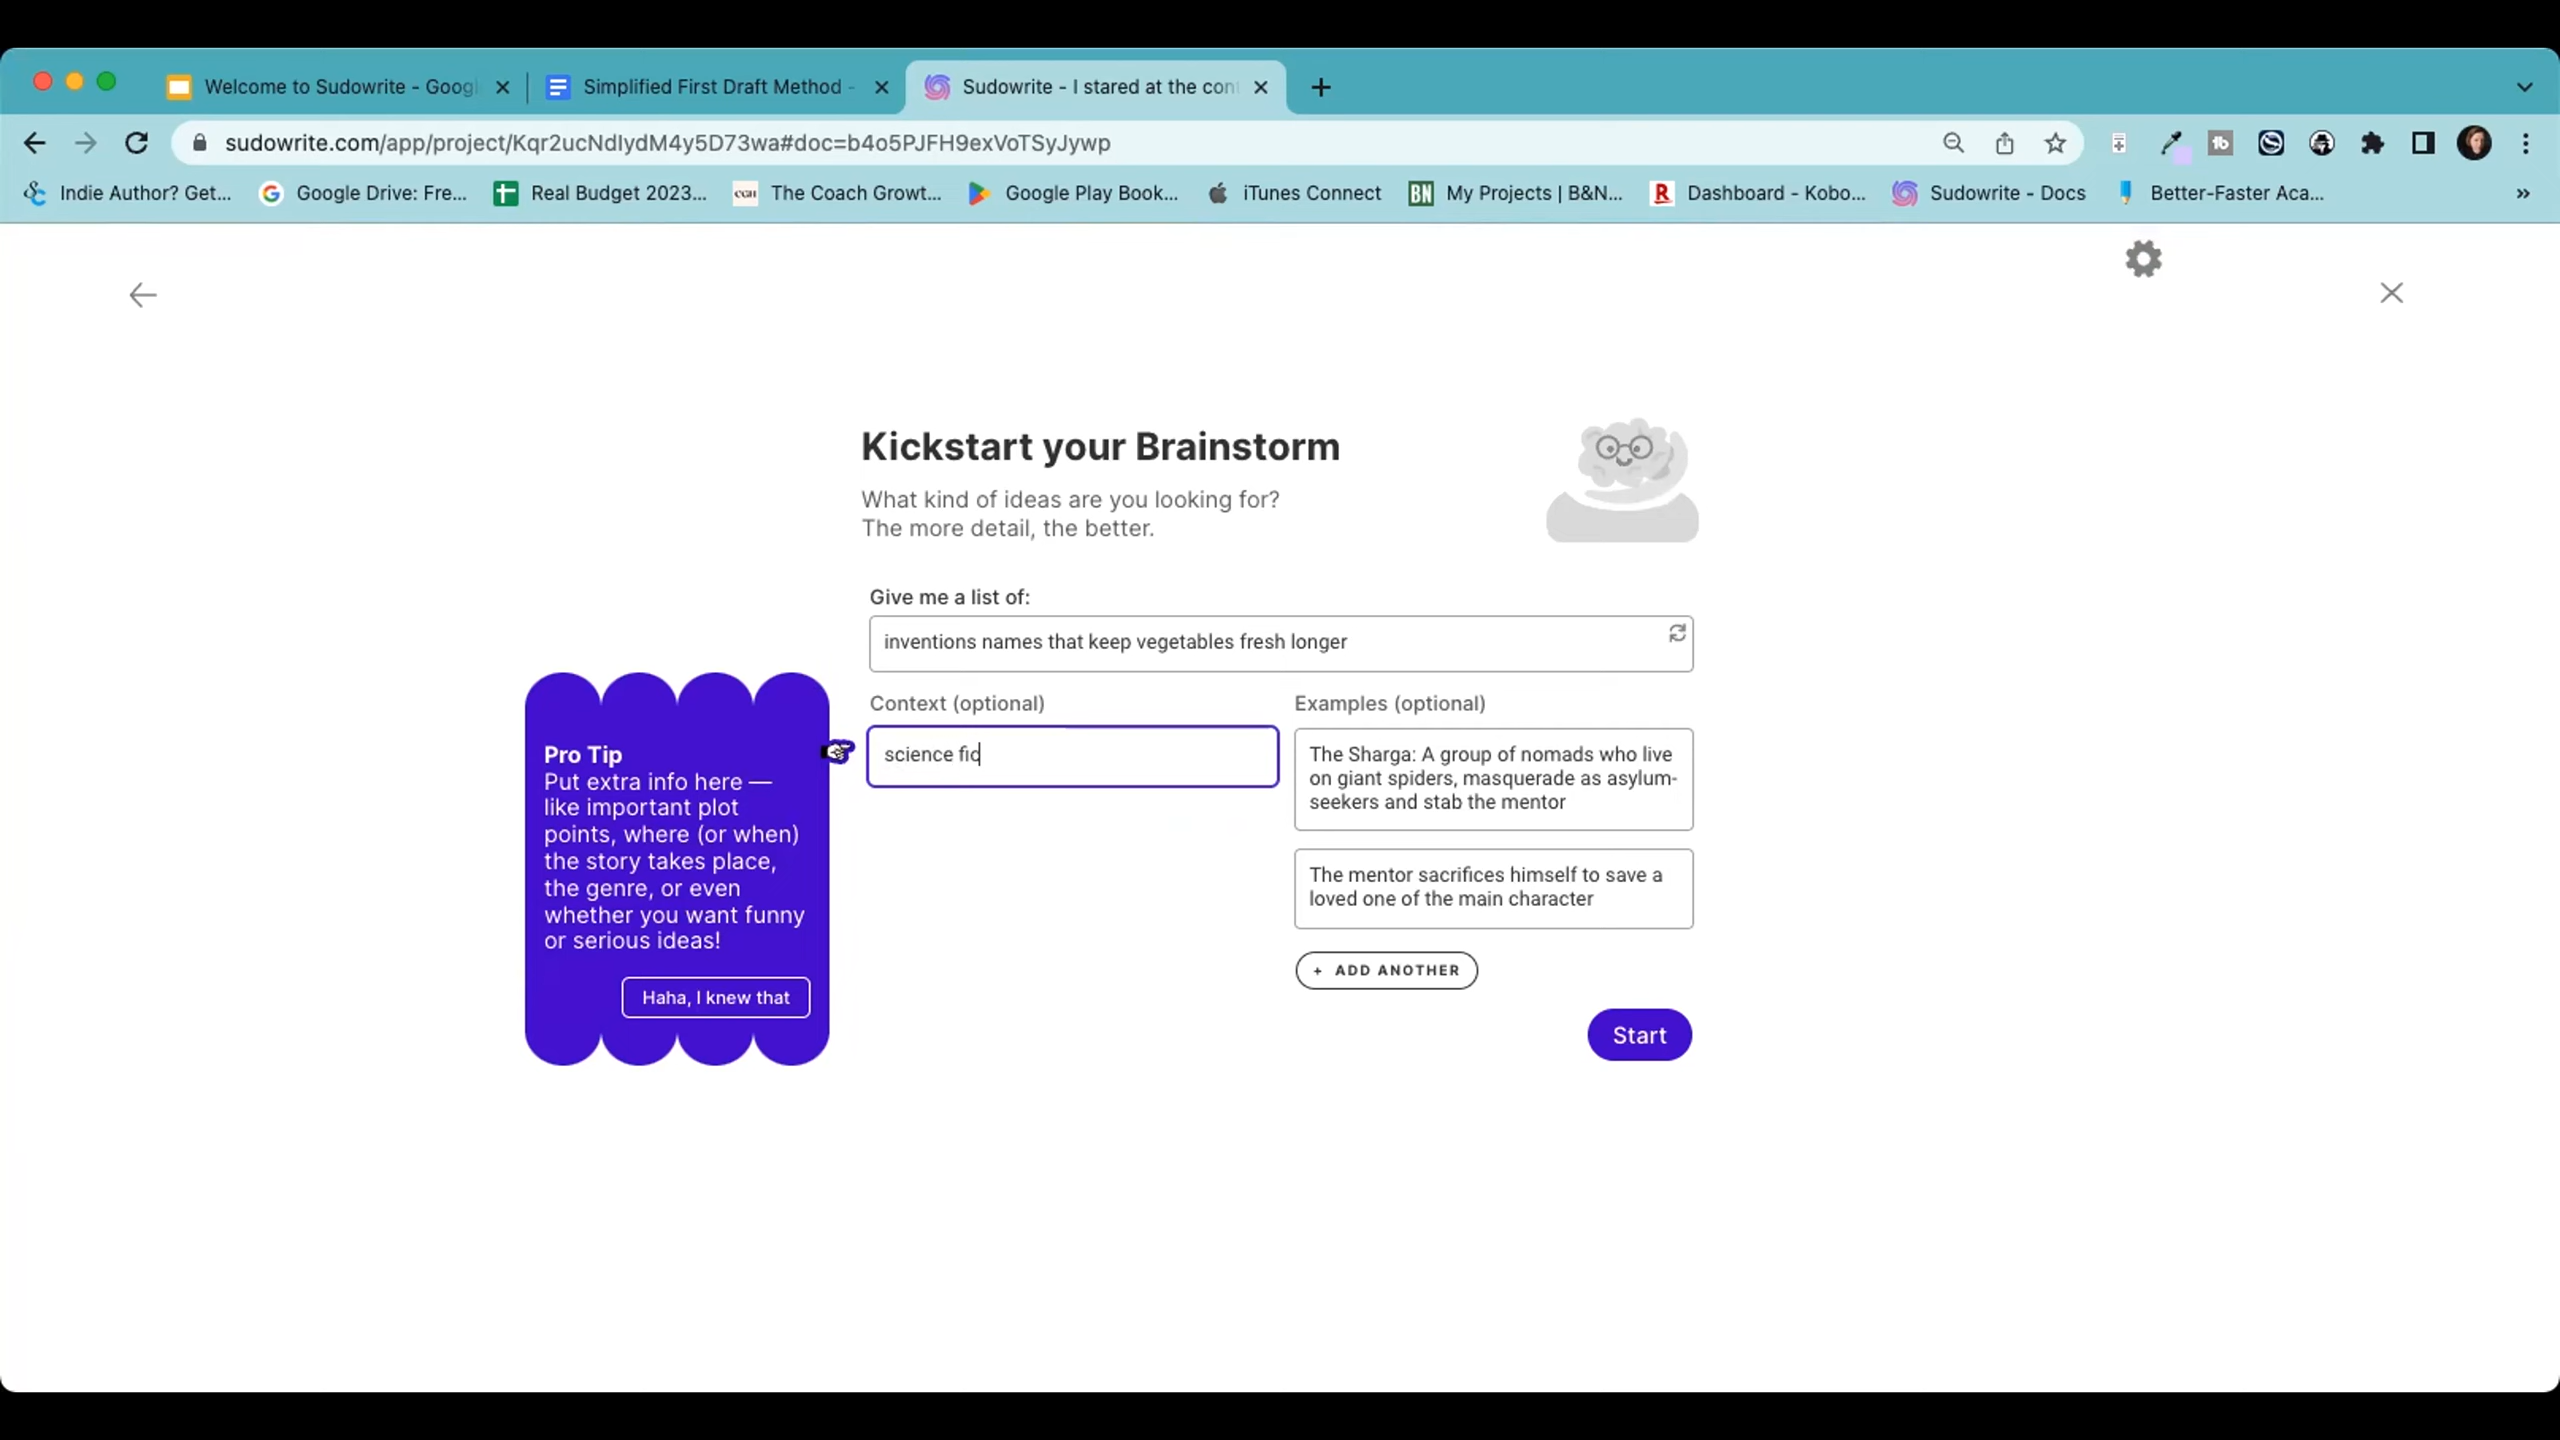 Welcome to Sudowrite - Googl
Simplified First Draft Method -
Sudowrite - I stared at the con
sudowrite.com/app/project/Kqr2ucNdIydM4y5D73wa#doc=b4o5PJFH9exVoTSyJywp
Indie Author? Get...
Google Drive: Fre...
Real Budget 2023...
CGH
The Coach Growt...
Google Play Book...
iTunes Connect
BN
My Projects | B&N...
R
Dashboard - Kobo...
Sudowrite - Docs
Better-Faster Aca...
Kickstart your Brainstorm
What kind of ideas are you looking for?
The more detail, the better.
Give me a list of:
inventions names that keep vegetables fresh longer
Context (optional)
Examples (optional)
science fic
The Sharga: A group of nomads who live
on giant spiders, masquerade as asylum-
seekers and stab the mentor
The mentor sacrifices himself to save a
loved one of the main character
+ ADD ANOTHER
Start
Pro Tip
Put extra info here —
like important plot
points, where (or when)
the story takes place,
the genre, or even
whether you want funny
or serious ideas!
Haha, I knew that